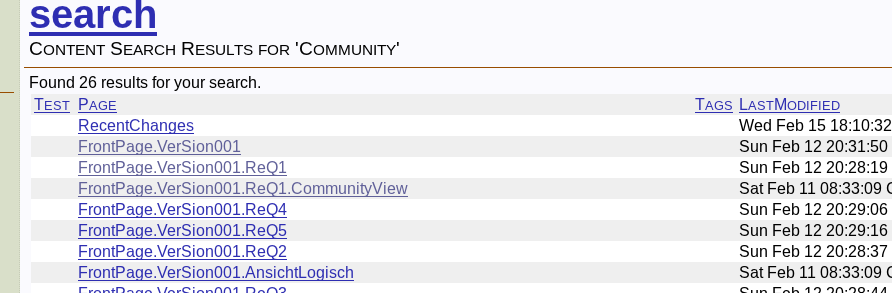 search
Content Search Results for 'Community'
Found 26 results for your search.
Test Page Tags LastModified
RecentChanges Wed Feb 15 18:10:32
FrontPage.VerSion001 Sun Feb 12 20:31:50
FrontPage.VerSion001.ReQ1 Sun Feb 12 20:28:19
FrontPage.VerSion001.ReQ1.CommunityView Sat Feb 11 08:33:09 C
FrontPage.VerSion001.ReQ4 Sun Feb 12 20:29:06
FrontPage.VerSion001.ReQ5 Sun Feb 12 20:29:16
FrontPage.VerSion001.ReQ2 Sun Feb 12 20:28:37
FrontPage.VerSion001.AnsichtLogisch Sat Feb 11 08:33:09 C
FrontPage.VerSion001.ReQ3 Sun Feb 12 20:28:44